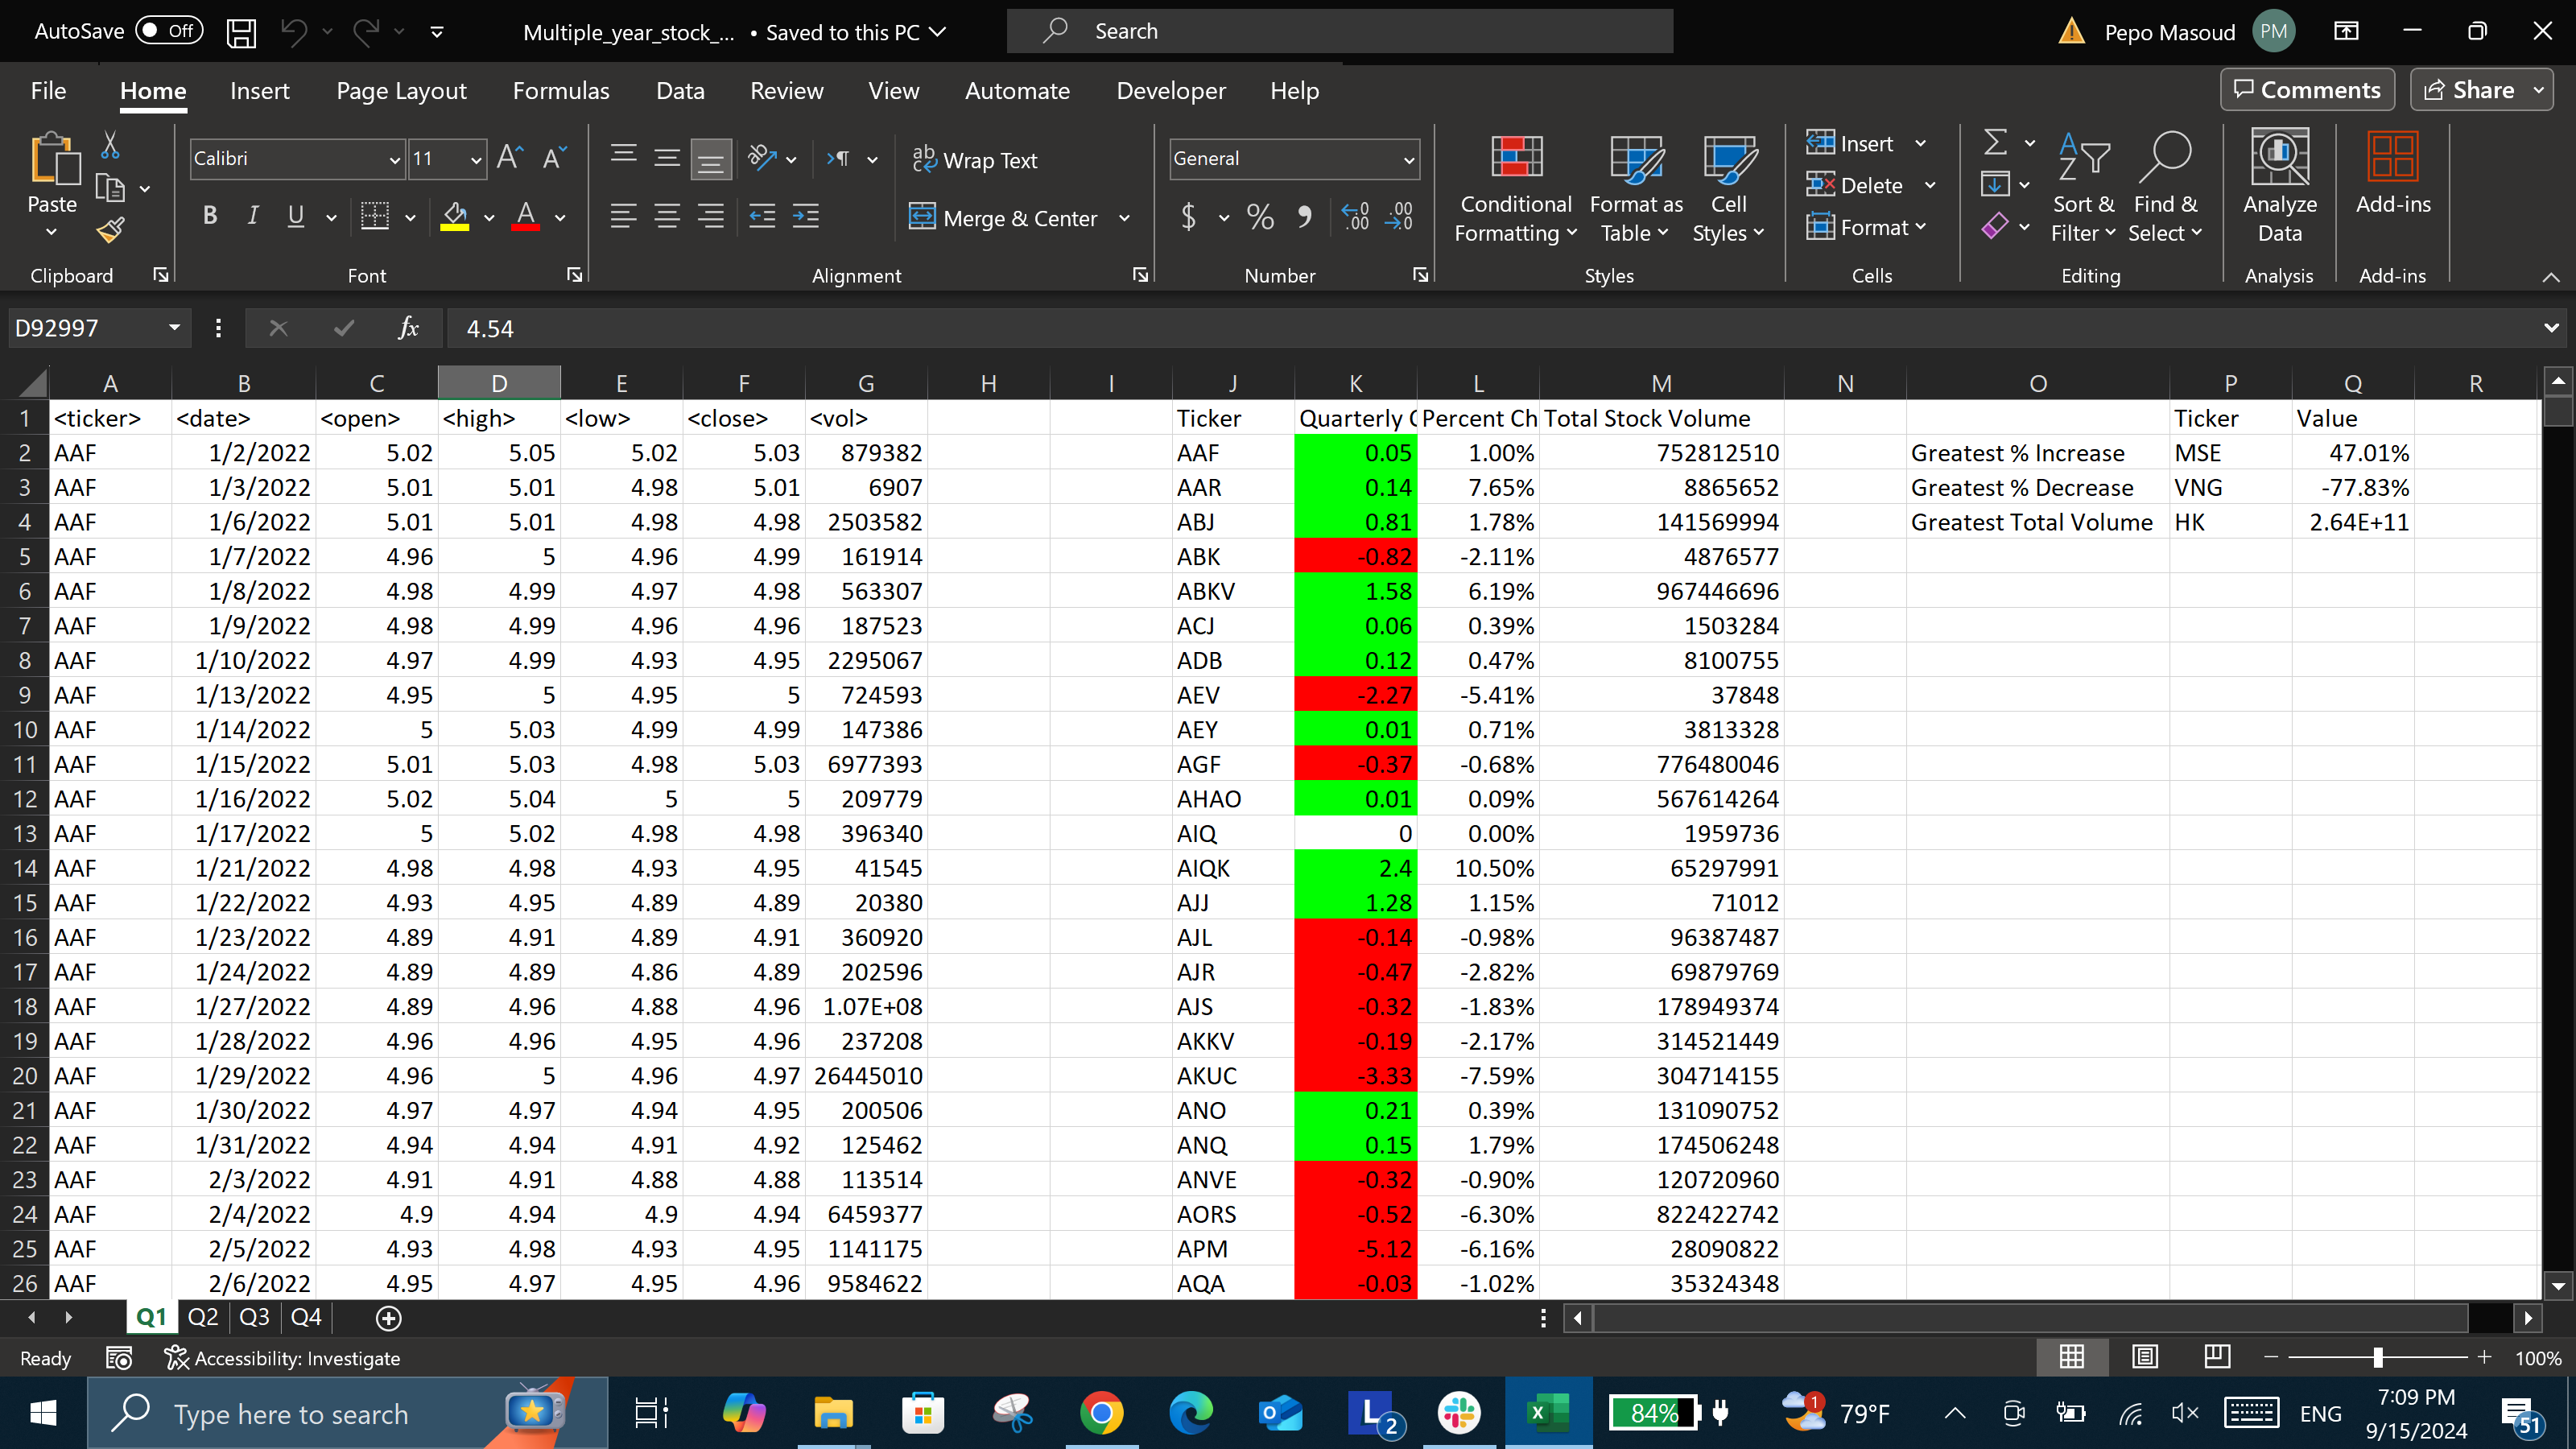 AutoSave Off Multiple_year_stock_... • Saved to this PC Search Pepo Masoud PM
File Home Insert Page Layout Formulas Data Review View Automate Developer Help Comments Share
Paste Calibri 11 A A ab Wrap Text General Conditional Formatting Format as Table Cell Styles Insert Delete Format Sort & Filter Find & Select Analyze Data Add-ins
B I U A Merge & Center $ % , .00
Clipboard Font Alignment Number Styles Cells Editing Analysis Add-ins
D92997 fx 4.54
A B C D E F G H I J K L M N O P Q R
1 <ticker> <date> <open> <high> <low> <close> <vol> Ticker Quarterly C Percent Ch Total Stock Volume Ticker Value
2 AAF 1/2/2022 5.02 5.05 5.02 5.03 879382 AAF 0.05 1.00% 752812510 Greatest % Increase MSE 47.01%
3 AAF 1/3/2022 5.01 5.01 4.98 5.01 6907 AAR 0.14 7.65% 8865652 Greatest % Decrease VNG -77.83%
4 AAF 1/6/2022 5.01 5.01 4.98 4.98 2503582 ABJ 0.81 1.78% 141569994 Greatest Total Volume HK 2.64E+11
5 AAF 1/7/2022 4.96 5 4.96 4.99 161914 ABK -0.82 -2.11% 4876577
6 AAF 1/8/2022 4.98 4.99 4.97 4.98 563307 ABKV 1.58 6.19% 967446696
7 AAF 1/9/2022 4.98 4.99 4.96 4.96 187523 ACJ 0.06 0.39% 1503284
8 AAF 1/10/2022 4.97 4.99 4.93 4.95 2295067 ADB 0.12 0.47% 8100755
9 AAF 1/13/2022 4.95 5 4.95 5 724593 AEV -2.27 -5.41% 37848
10 AAF 1/14/2022 5 5.03 4.99 4.99 147386 AEY 0.01 0.71% 3813328
11 AAF 1/15/2022 5.01 5.03 4.98 5.03 6977393 AGF -0.37 -0.68% 776480046
12 AAF 1/16/2022 5.02 5.04 5 5 209779 AHAO 0.01 0.09% 567614264
13 AAF 1/17/2022 5 5.02 4.98 4.98 396340 AIQ 0 0.00% 1959736
14 AAF 1/21/2022 4.98 4.98 4.93 4.95 41545 AIQK 2.4 10.50% 65297991
15 AAF 1/22/2022 4.93 4.95 4.89 4.89 20380 AJJ 1.28 1.15% 71012
16 AAF 1/23/2022 4.89 4.91 4.89 4.91 360920 AJL -0.14 -0.98% 96387487
17 AAF 1/24/2022 4.89 4.89 4.86 4.89 202596 AJR -0.47 -2.82% 69879769
18 AAF 1/27/2022 4.89 4.96 4.88 4.96 1.07E+08 AJS -0.32 -1.83% 178949374
19 AAF 1/28/2022 4.96 4.96 4.95 4.96 237208 AKKV -0.19 -2.17% 314521449
20 AAF 1/29/2022 4.96 5 4.96 4.97 26445010 AKUC -3.33 -7.59% 304714155
21 AAF 1/30/2022 4.97 4.97 4.94 4.95 200506 ANO 0.21 0.39% 131090752
22 AAF 1/31/2022 4.94 4.94 4.91 4.92 125462 ANQ 0.15 1.79% 174506248
23 AAF 2/3/2022 4.91 4.91 4.88 4.88 113514 ANVE -0.32 -0.90% 120720960
24 AAF 2/4/2022 4.9 4.94 4.9 4.94 6459377 AORS -0.52 -6.30% 822422742
25 AAF 2/5/2022 4.93 4.98 4.93 4.95 1141175 APM -5.12 -6.16% 28090822
26 AAF 2/6/2022 4.95 4.97 4.95 4.96 9584622 AQA -0.03 -1.02% 35324348
Q1 Q2 Q3 Q4
Ready Accessibility: Investigate 100%
Type here to search L 2 84% 1 79°F ENG 7:09 PM 51
9/15/2024